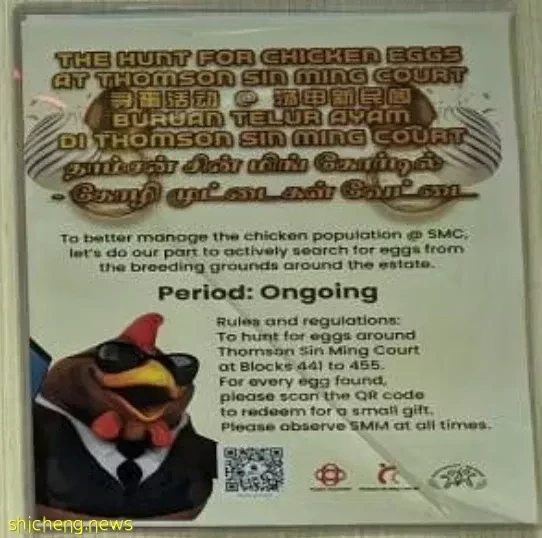 THE HUNT FOR CHICKEN EGGS
AT THOMSON SIN MING COURT
寻蛋活动 @ 汤申新民阁
BURUAN TELUR AYAM
DI THOMSON SIN MING COURT
தாம்சன் சின் மிங் கோர்ட்டில்
- கோழி முட்டைகள் வேட்டை
To better manage the chicken population @ SMC,
let's do our part to actively search for eggs from
the breeding grounds around the estate.
Period: Ongoing
Rules and regulations:
To hunt for eggs around
Thomson Sin Ming Court
at Blocks 441 to 455.
For every egg found,
please scan the QR code
to redeem for a small gift.
Please observe SMM at all times.
shicheng.news